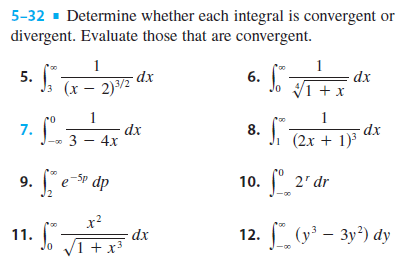 5–32 ■ Determine whether each integral is convergent or
divergent. Evaluate those that are convergent.
5. ∫₃^∞ 1/(x − 2)^(3/2) dx
6. ∫₀^∞ 1/∜(1 + x) dx
7. ∫_−∞^0 1/(3 − 4x) dx
8. ∫₁^∞ 1/(2x + 1)³ dx
9. ∫₂^∞ e^(−5p) dp
10. ∫_−∞^0 2^r dr
11. ∫₀^∞ x²/√(1 + x³) dx
12. ∫_−∞^∞ (y³ − 3y²) dy